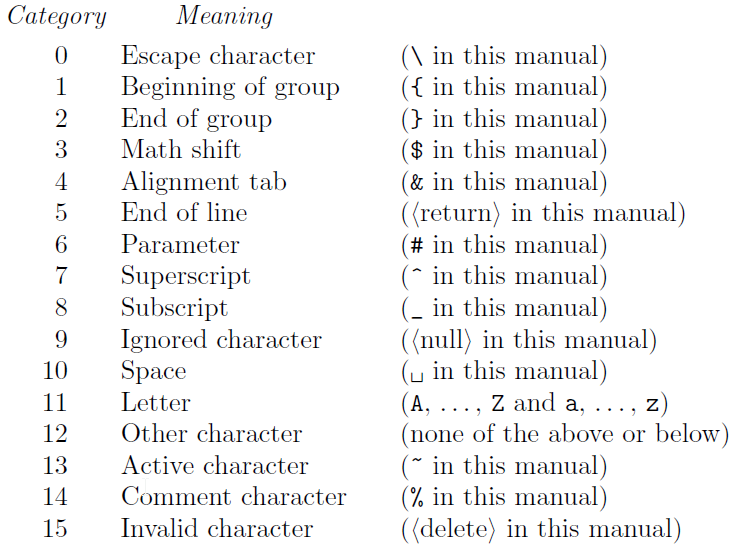 Category Meaning
0 Escape character (\ in this manual)
1 Beginning of group ({ in this manual)
2 End of group (} in this manual)
3 Math shift ($ in this manual)
4 Alignment tab (& in this manual)
5 End of line (⟨return⟩ in this manual)
6 Parameter (# in this manual)
7 Superscript (^ in this manual)
8 Subscript (_ in this manual)
9 Ignored character (⟨null⟩ in this manual)
10 Space (␣ in this manual)
11 Letter (A, ..., Z and a, ..., z)
12 Other character (none of the above or below)
13 Active character (~ in this manual)
14 Comment character (% in this manual)
15 Invalid character (⟨delete⟩ in this manual)